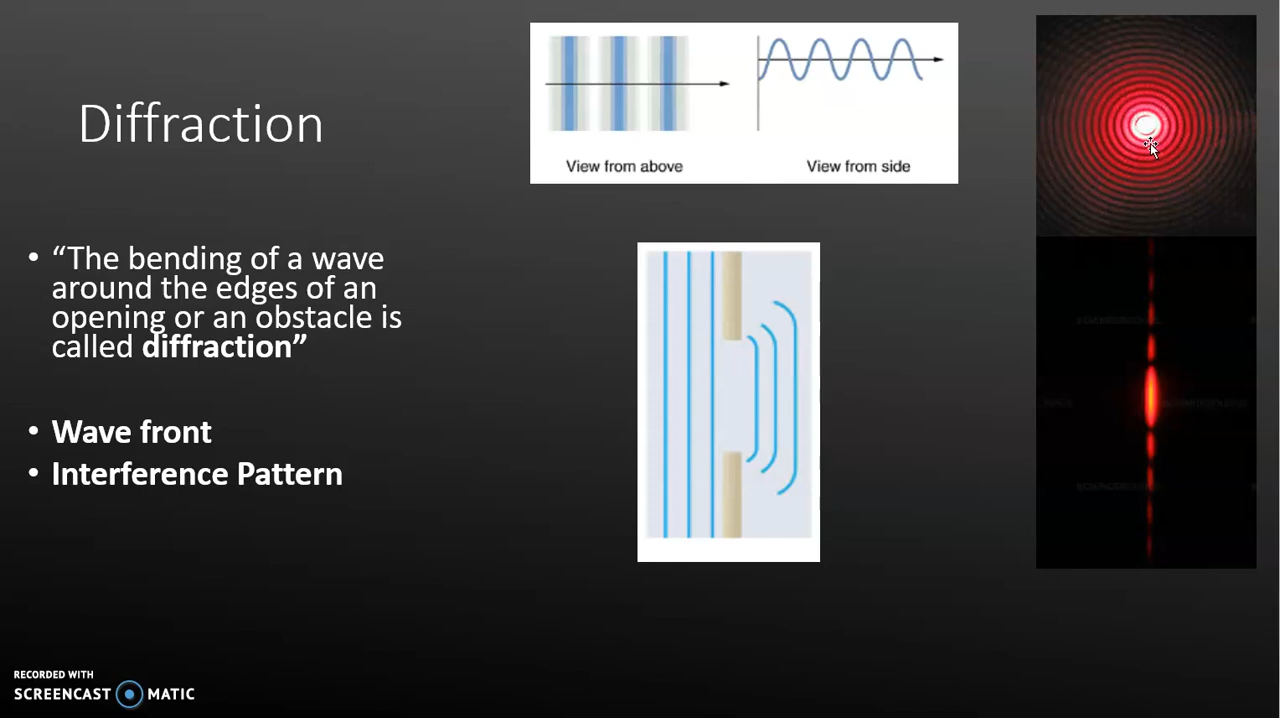 Diffraction
• “The bending of a wave
around the edges of an
opening or an obstacle is
called diffraction”
• Wave front
• Interference Pattern
View from above
View from side
RECORDED WITH
SCREENCAST MATIC